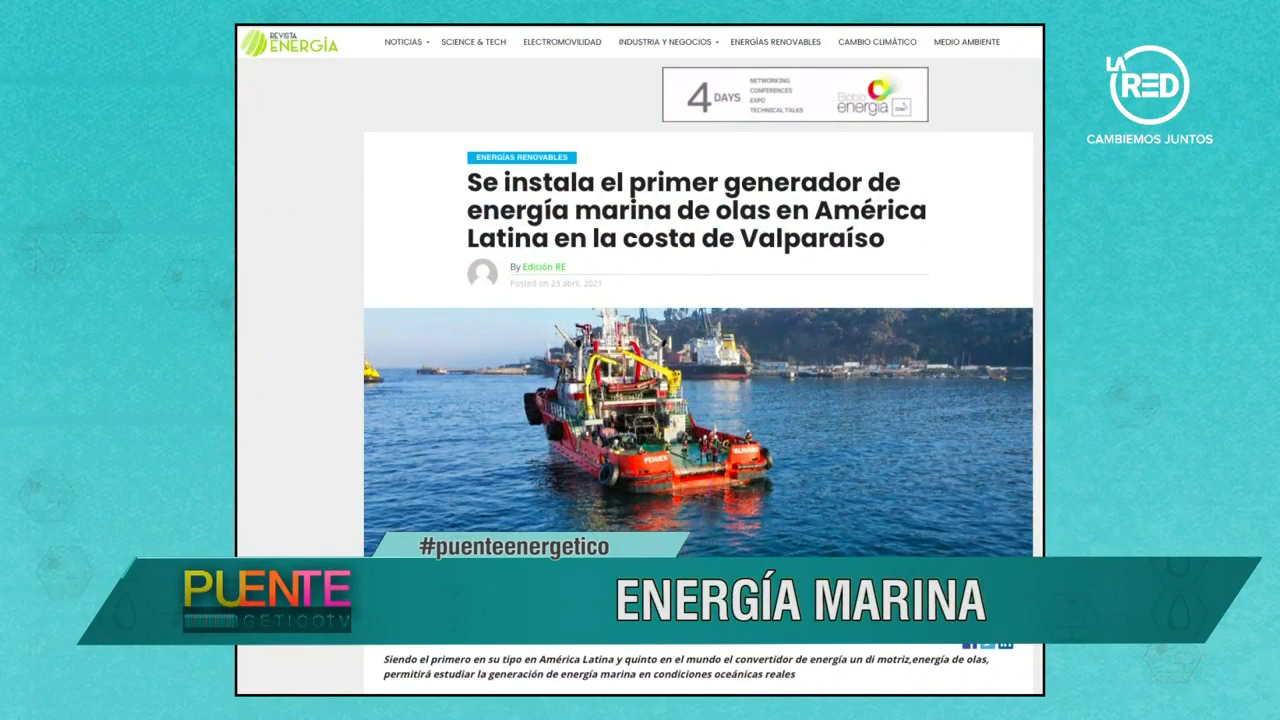 REVISTA
ENERGÍA
NOTICIAS
SCIENCE & TECH
ELECTROMOVILIDAD
INDUSTRIA Y NEGOCIOS
ENERGÍAS RENOVABLES
CAMBIO CLIMÁTICO
MEDIO AMBIENTE
LA
RED
CAMBIEMOS JUNTOS
4 DAYS
NETWORKING
CONFERENCES
EXPO
TECHNICAL TALKS
Biobío
energía
ENERGÍAS RENOVABLES
Se instala el primer generador de
energía marina de olas en América
Latina en la costa de Valparaíso
By Edición RE
Posted on 23 abril, 2021
PEHUEN
VALPARAISO
#puenteenergetico
PUENTE
ENERGÍA MARINA
Siendo el primero en su tipo en América Latina y quinto en el mundo el convertidor de energía un di motriz,energía de olas,
permitirá estudiar la generación de energía marina en condiciones oceánicas reales